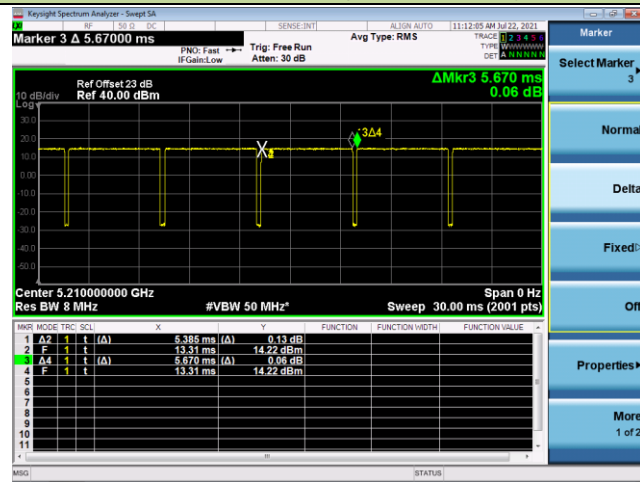 Keysight Spectrum Analyzer - Swept SA
RF 50 Ω DC SENSE:INT ALIGN AUTO 11:12:05 AM Jul 22, 2021
Marker 3 Δ 5.67000 ms
PNO: Fast
IFGain:Low
Trig: Free Run
Atten: 30 dB
Avg Type: RMS
TRACE 1 2 3 4 5 6
TYPE WWWWWW
DET A N N N N N
Ref Offset 23 dB
Ref 40.00 dBm
10 dB/div
Log
ΔMkr3 5.670 ms
0.06 dB
30.0
20.0
10.0
0.00
-10.0
-20.0
-30.0
-50.0
3Δ4
Center 5.210000000 GHz Span 0 Hz
Res BW 8 MHz #VBW 50 MHz* Sweep 30.00 ms (2001 pts)
MKR MODE TRC SCL X Y FUNCTION FUNCTION WIDTH FUNCTION VALUE
1 Δ2 1 t (Δ) 5.385 ms (Δ) 0.13 dB
2 F 1 t 13.31 ms 14.22 dBm
3 Δ4 1 t (Δ) 5.670 ms (Δ) 0.06 dB
4 F 1 t 13.31 ms 14.22 dBm
5
6
7
8
9
10
11
MSG STATUS
Marker
Select Marker
3
Normal
Delta
Fixed
Off
Properties
More
1 of 2